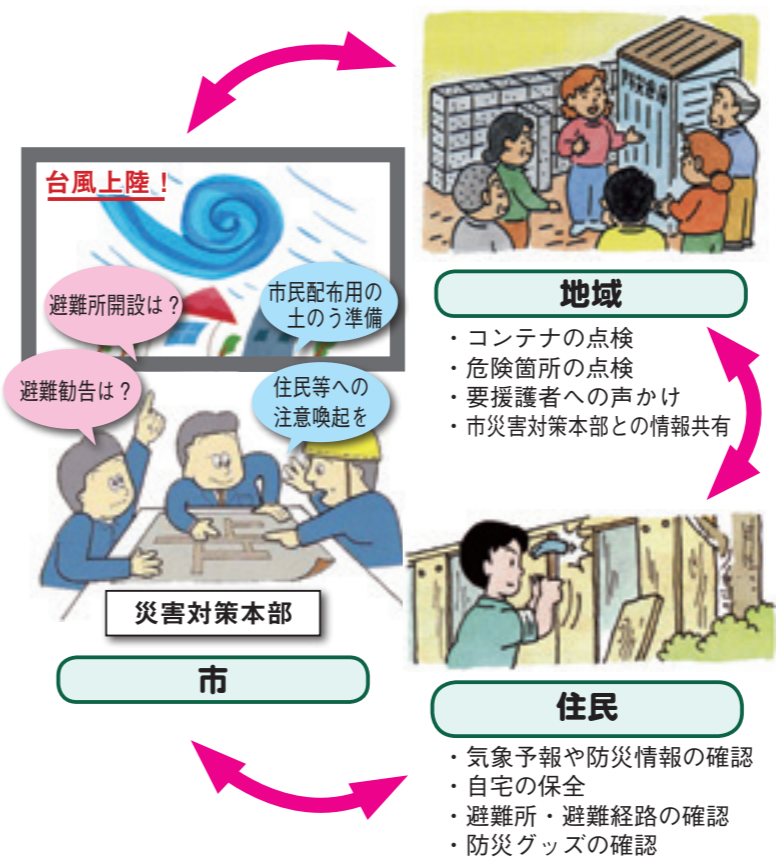 台風上陸！
避難所開設は？
市民配布用の
土のう準備
避難勧告は？
住民等への
注意喚起を
災害対策本部
市
防災倉庫
地域
・コンテナの点検
・危険箇所の点検
・要援護者への声かけ
・市災害対策本部との情報共有
住民
・気象予報や防災情報の確認
・自宅の保全
・避難所・避難経路の確認
・防災グッズの確認